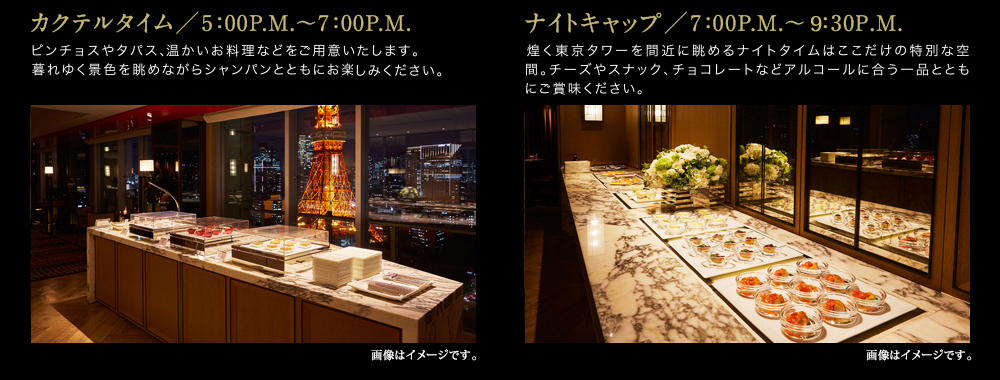 カクテルタイム／5：00P.M.～7：00P.M.
ピンチョスやタパス、温かいお料理などをご用意いたします。
暮れゆく景色を眺めながらシャンパンとともにお楽しみください。
画像はイメージです。
ナイトキャップ／7：00P.M.～ 9：30P.M.
煌く東京タワーを間近に眺めるナイトタイムはここだけの特別な空
間。チーズやスナック、チョコレートなどアルコールに合う一品ととも
にご賞味ください。
画像はイメージです。